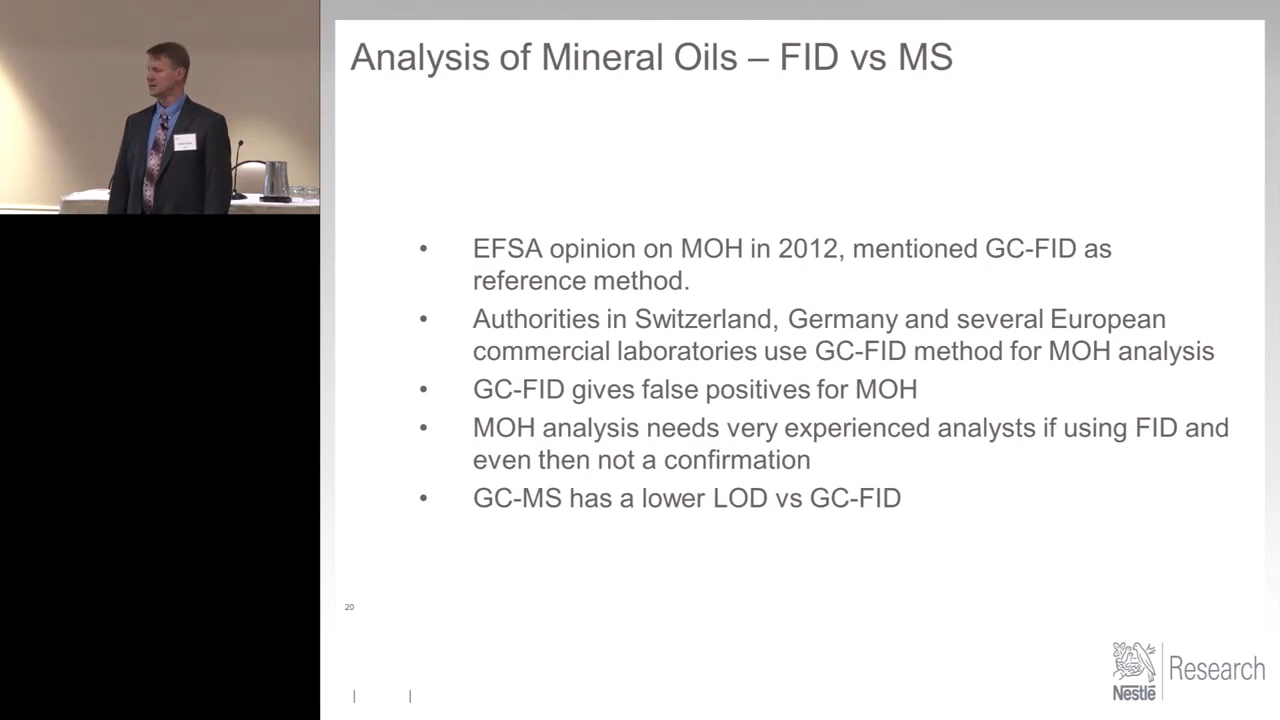 Analysis of Mineral Oils – FID vs MS
• EFSA opinion on MOH in 2012, mentioned GC-FID as
reference method.
• Authorities in Switzerland, Germany and several European
commercial laboratories use GC-FID method for MOH analysis
• GC-FID gives false positives for MOH
• MOH analysis needs very experienced analysts if using FID and
even then not a confirmation
• GC-MS has a lower LOD vs GC-FID
20
Nestlé
Research